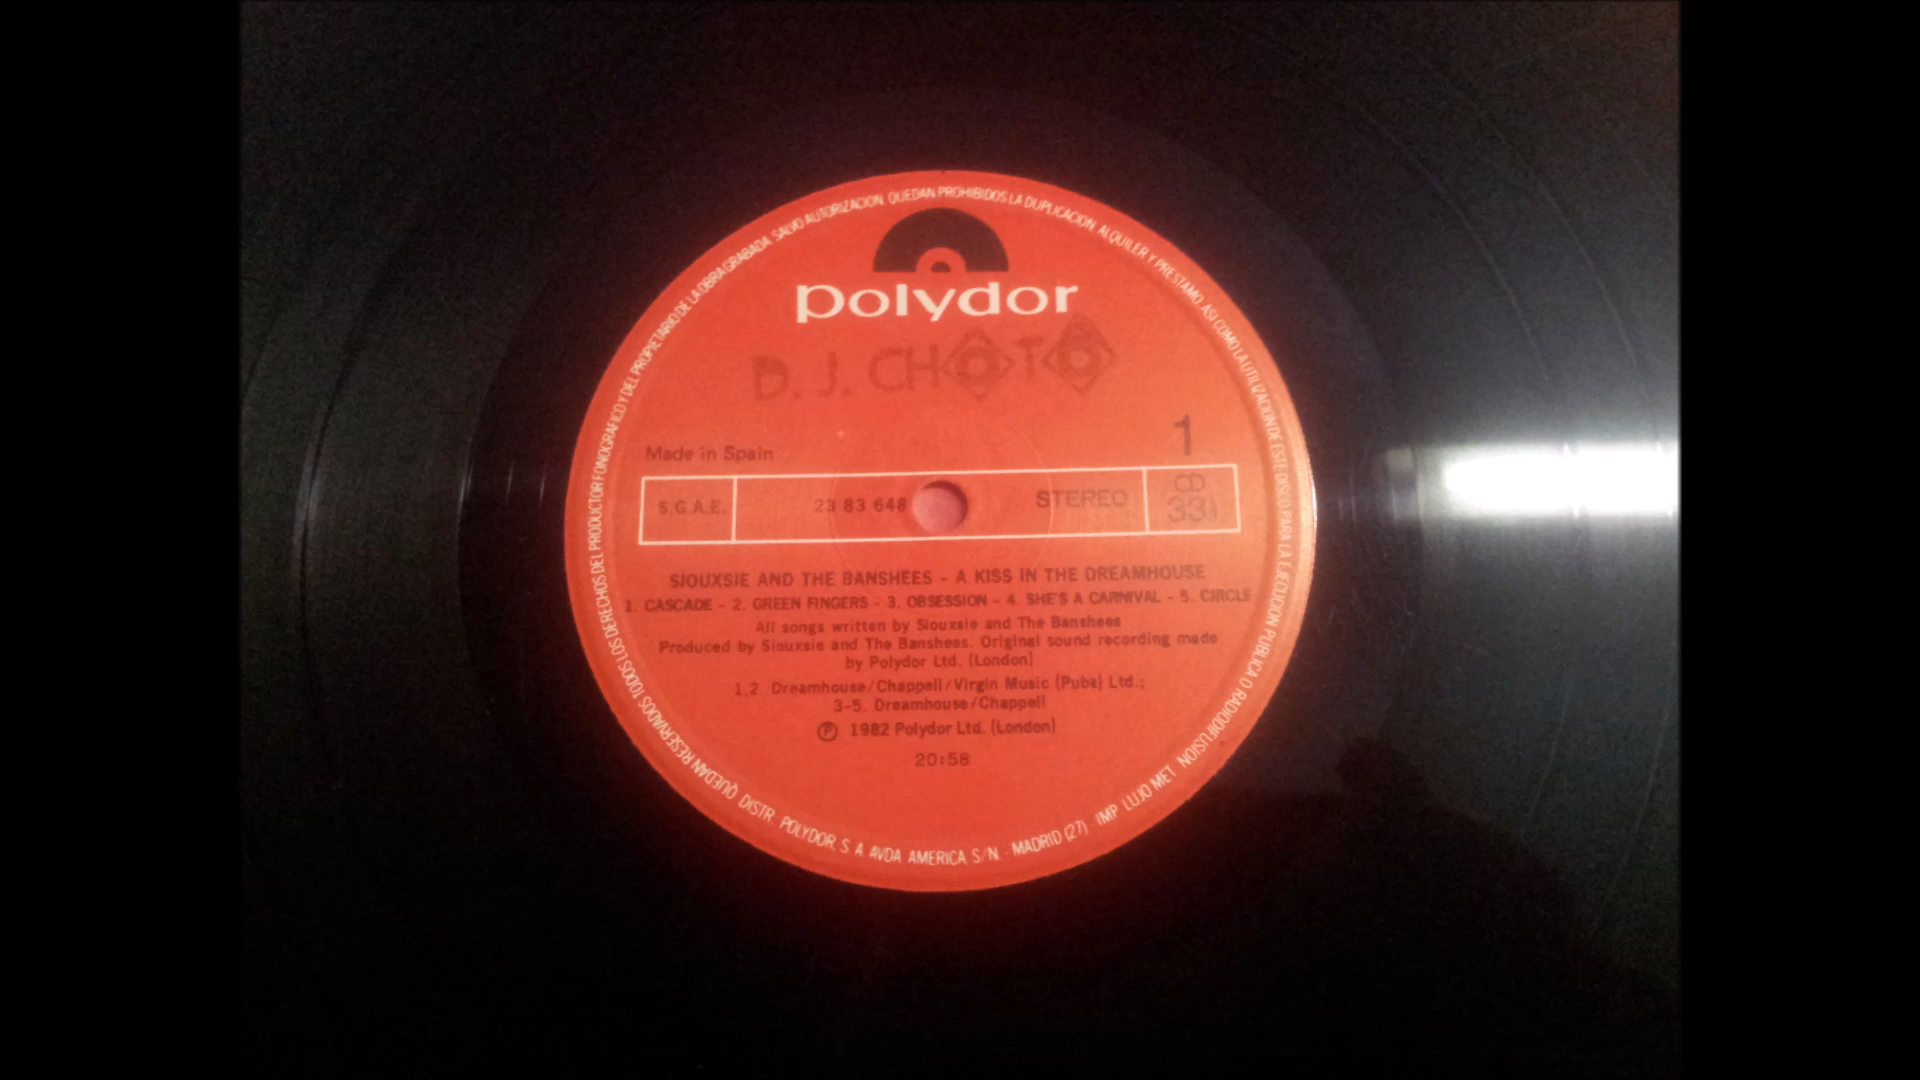 QUEDAN RESERVADOS TODOS LOS DERECHOS DEL PRODUCTOR FONOGRAFICO Y DEL PROPIETARIO DE LA OBRA GRABADA. SALVO AUTORIZACION, QUEDAN PROHIBIDOS LA DUPLICACION, ALQUILER Y PRESTAMO, ASI COMO LA UTILIZACION DE ESTE DISCO PARA LA EJECUCION PUBLICA O RADIODIFUSION
polydor
D.J. CHOTO
1
Made in Spain
S.G.A.E.
23 83 648
STEREO
CD
33⅓
SIOUXSIE AND THE BANSHEES - A KISS IN THE DREAMHOUSE
1. CASCADE - 2. GREEN FINGERS - 3. OBSESSION - 4. SHE'S A CARNIVAL - 5. CIRCLE
All songs written by Siouxsie and The Banshees
Produced by Siouxsie and The Banshees. Original sound recording made
by Polydor Ltd. (London)
1,2. Dreamhouse/Chappell/Virgin Music (Pubs) Ltd.;
3-5. Dreamhouse/Chappell
Ⓟ 1982 Polydor Ltd. (London)
20:58
DISTR. POLYDOR, S. A. AVDA. AMERICA, S/N. - MADRID (27) IMP. LUJO MET.